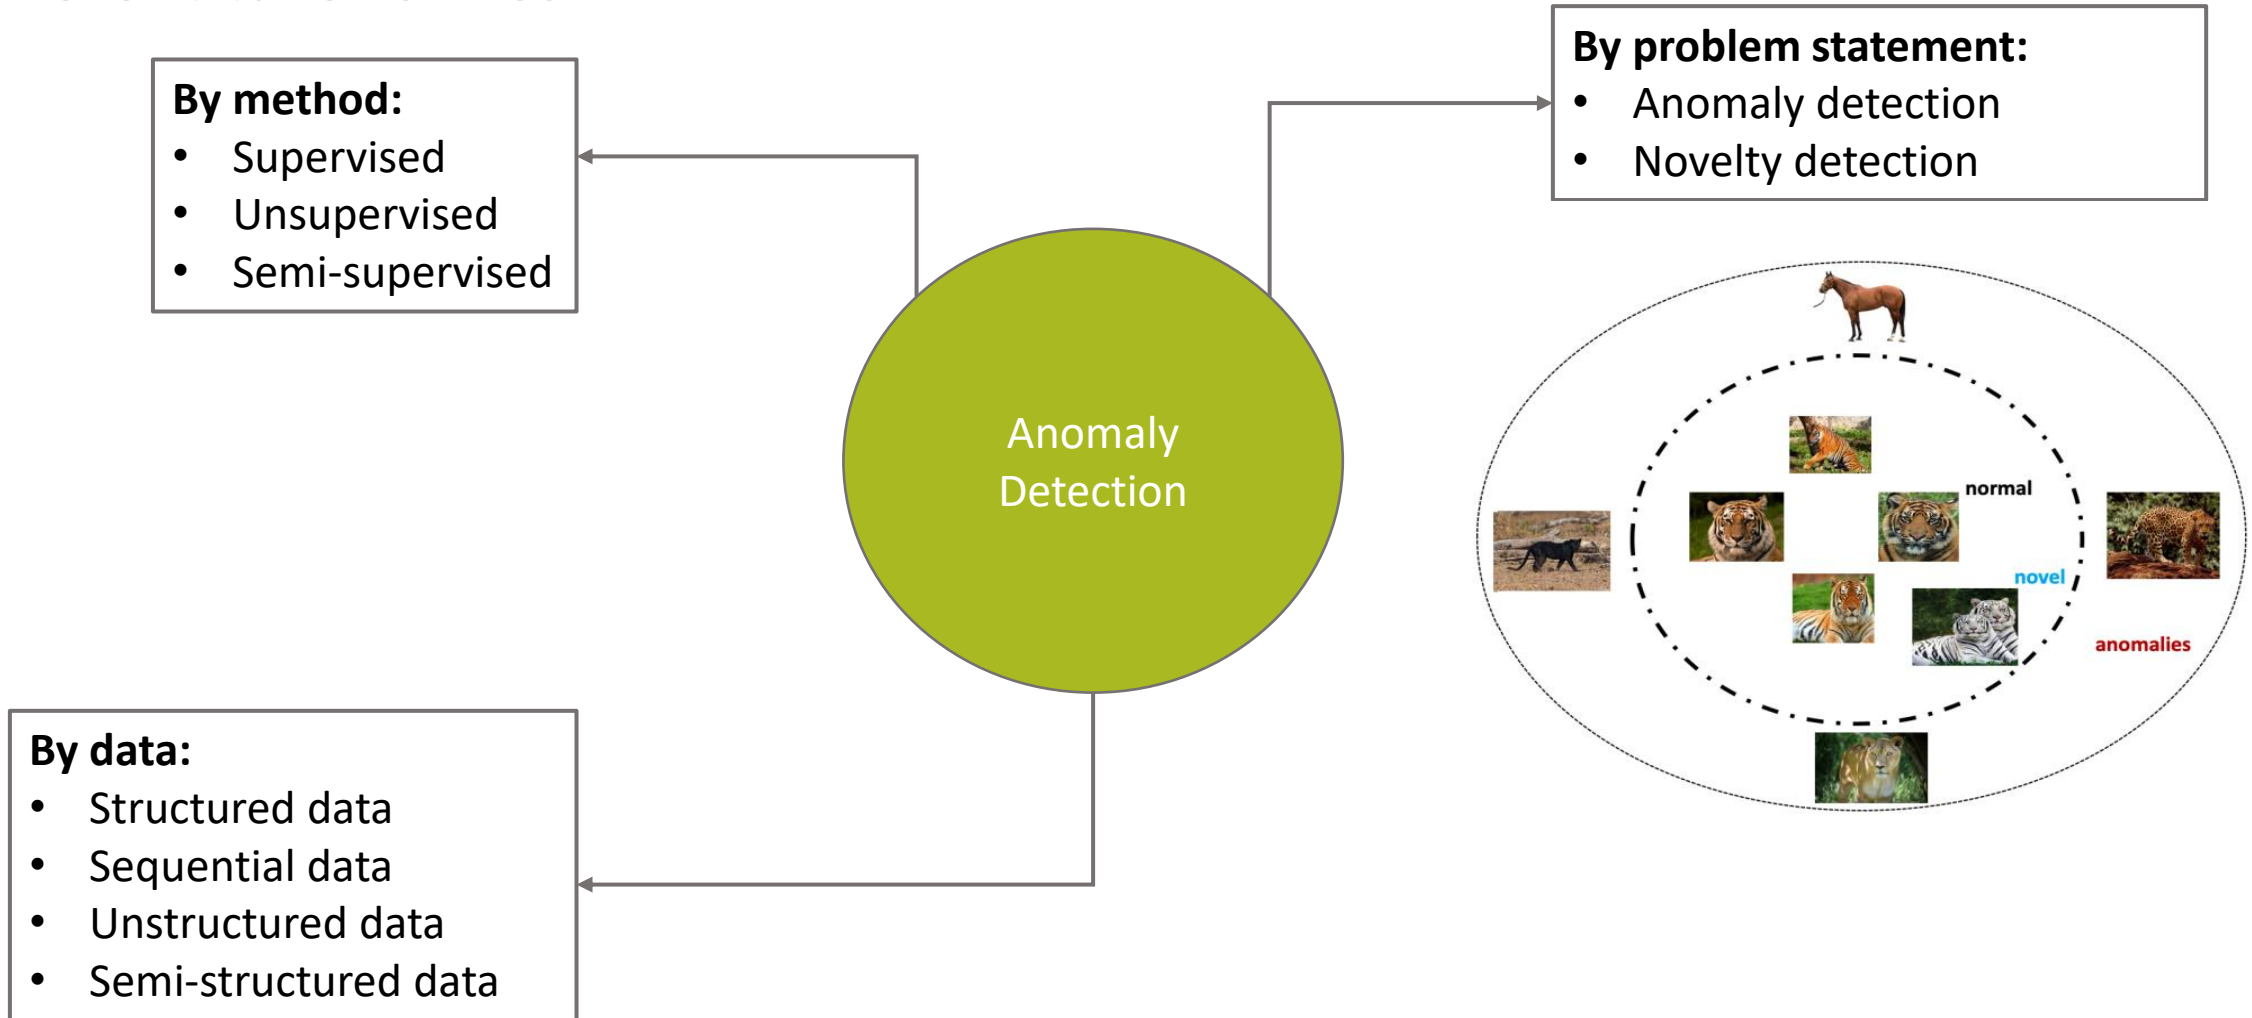 By method:
• Supervised
• Unsupervised
• Semi-supervised
By problem statement:
• Anomaly detection
• Novelty detection
Anomaly
Detection
normal
novel
anomalies
By data:
• Structured data
• Sequential data
• Unstructured data
• Semi-structured data